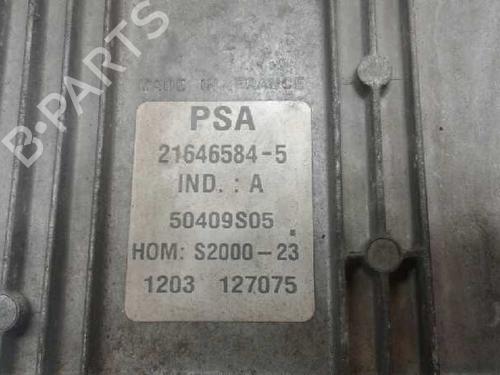 B-PARTS
MADE IN FRANCE
PSA
21646584-5
IND. : A
50409S05
HOM: S2000-23
1203 127075